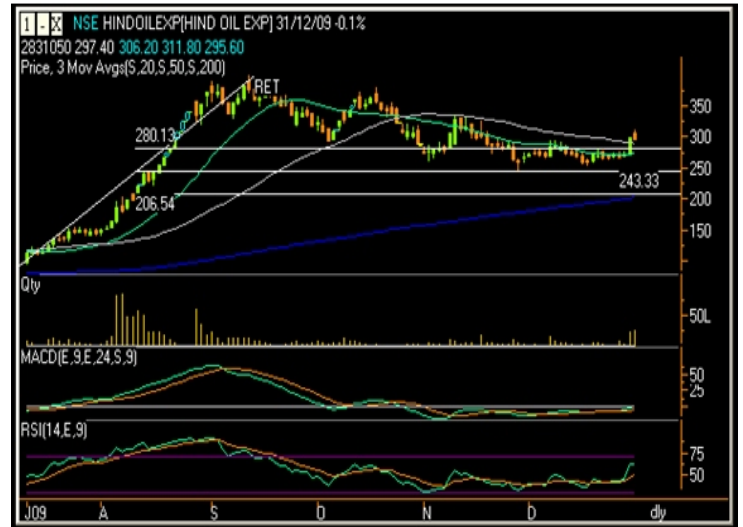 1 - X NSE HINDOILEXP[HIND OIL EXP] 31/12/09 -0.1%
2831050 297.40 306.20 311.80 295.60
Price, 3 Mov Avgs(S,20,S,50,S,200)
RET
350
280.13
300
250
243.33
206.54
200
150
Qty
50L
MACD(E,9,E,24,S,9)
50
25
RSI(14,E,9)
75
50
J09 A S O N D dly